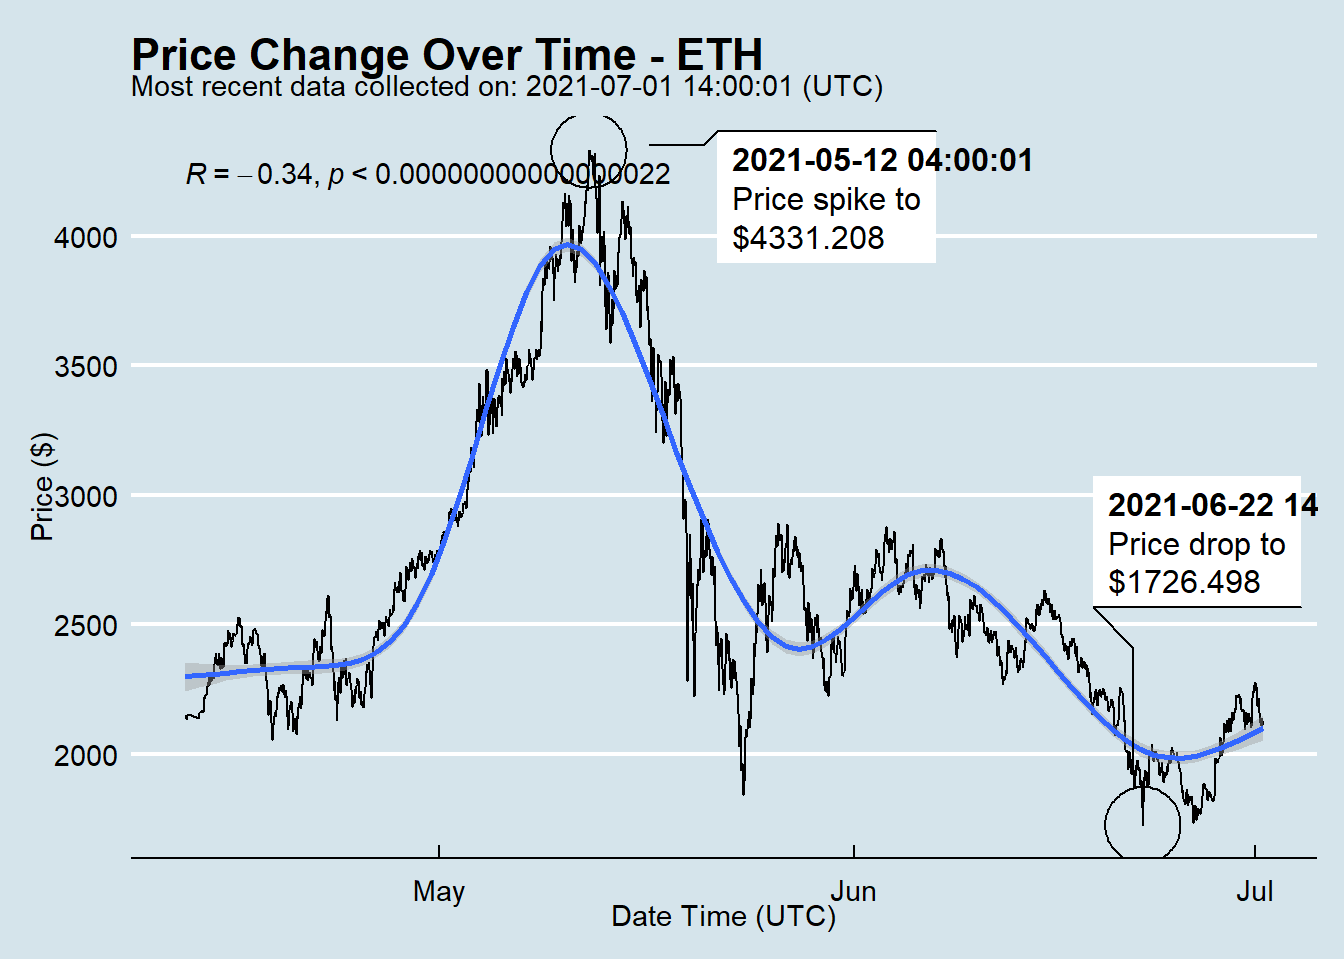 Price Change Over Time - ETH
Most recent data collected on: 2021-07-01 14:00:01 (UTC)
R = −0.34, p < 0.00000000000000022
2021-05-12 04:00:01
Price spike to
$4331.208
4000
3500
3000
2500
2000
Price ($)
2021-06-22 14
Price drop to
$1726.498
May
Jun
Jul
Date Time (UTC)